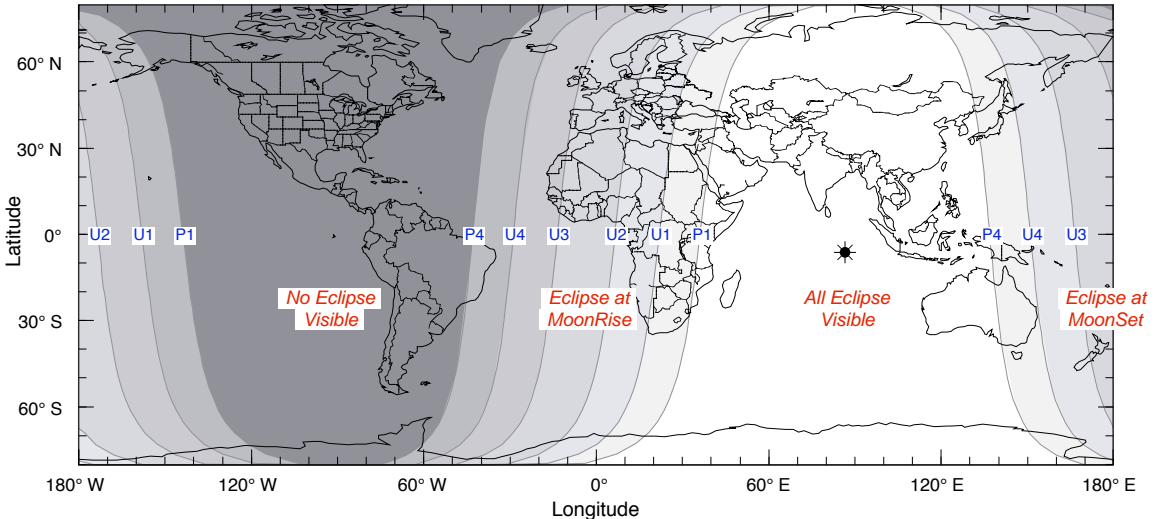 60° N
30° N
0°
30° S
60° S
Latitude
U2 U1 P1 P4 U4 U3 U2 U1 P1 P4 U4 U3
No Eclipse
Visible
Eclipse at
MoonRise
All Eclipse
Visible
Eclipse at
MoonSet
180° W 120° W 60° W 0° 60° E 120° E 180° E
Longitude